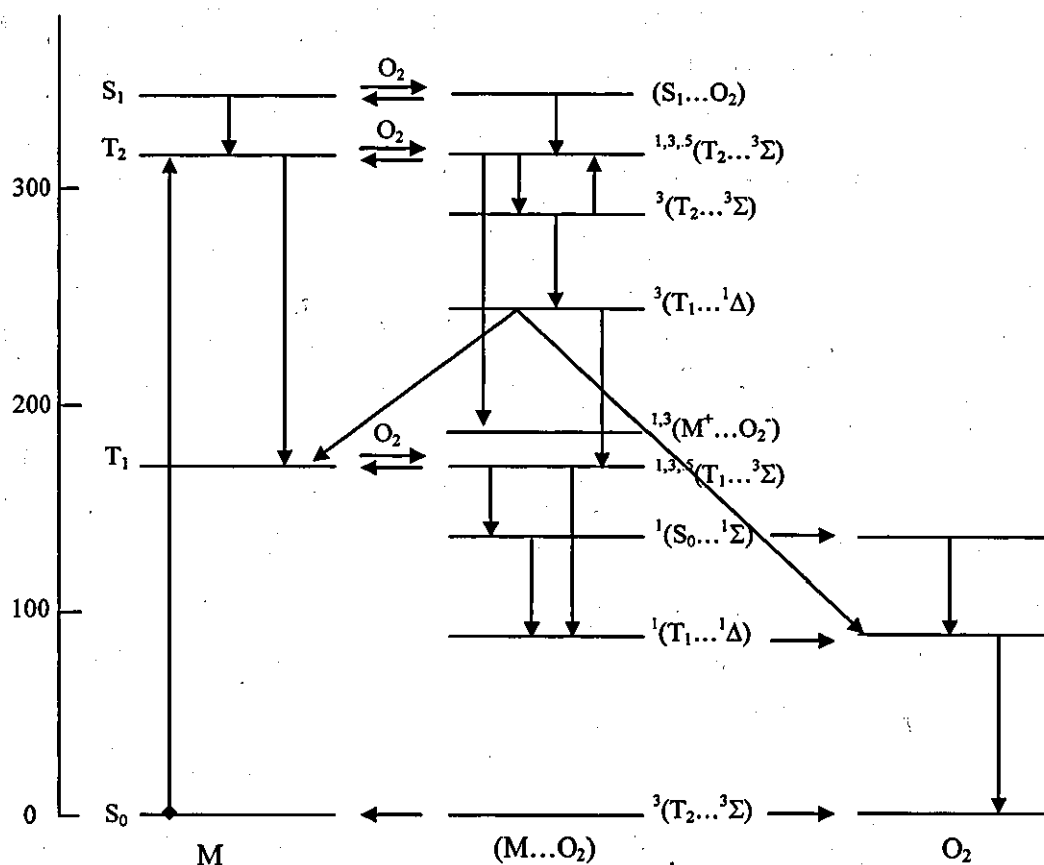 O₂
S₁ (S₁...O₂)
O₂
T₂ ¹,³,.⁵(T₂...³Σ)
300
³(T₂...³Σ)
³(T₁...¹Δ)
200
¹,³(M⁺...O₂⁻)
O₂
T₁ ¹,³,.⁵(T₁...³Σ)
¹(S₀...¹Σ)
100
¹(T₁...¹Δ)
0 S₀ ³(T₂...³Σ)
M (M...O₂) O₂